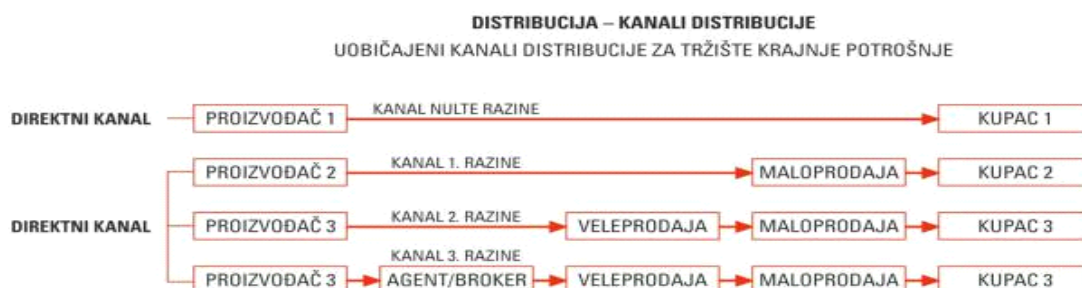 DISTRIBUCIJA – KANALI DISTRIBUCIJE
UOBIČAJENI KANALI DISTRIBUCIJE ZA TRŽIŠTE KRAJNJE POTROŠNJE
DIREKTNI KANAL PROIZVOĐAČ 1 KANAL NULTE RAZINE KUPAC 1
PROIZVOĐAČ 2 KANAL 1. RAZINE MALOPRODAJA KUPAC 2
DIREKTNI KANAL PROIZVOĐAČ 3 KANAL 2. RAZINE VELEPRODAJA MALOPRODAJA KUPAC 3
KANAL 3. RAZINE
PROIZVOĐAČ 3 AGENT/BROKER VELEPRODAJA MALOPRODAJA KUPAC 3